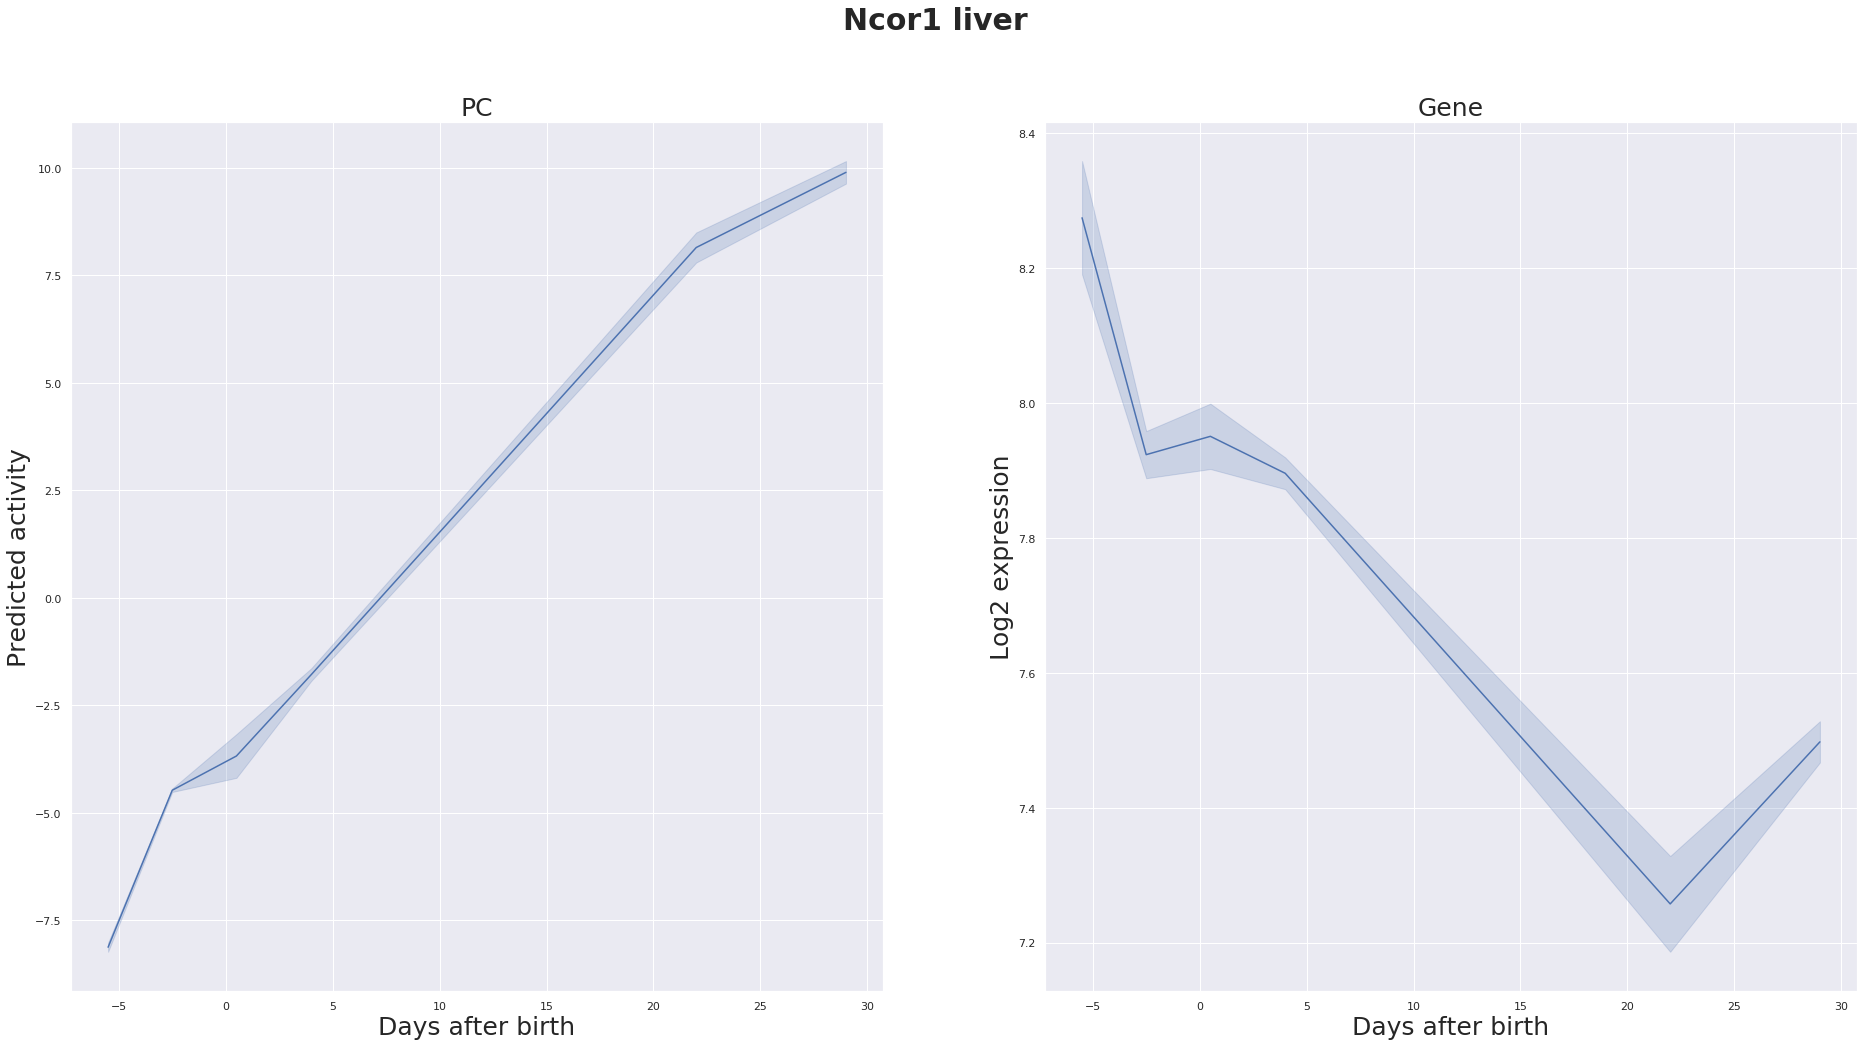 Ncor1 liver
PC
Predicted activity
10.0
7.5
5.0
2.5
0.0
−2.5
−5.0
−7.5
−5 0 5 10 15 20 25 30
Days after birth
Gene
Log2 expression
8.4
8.2
8.0
7.8
7.6
7.4
7.2
−5 0 5 10 15 20 25 30
Days after birth